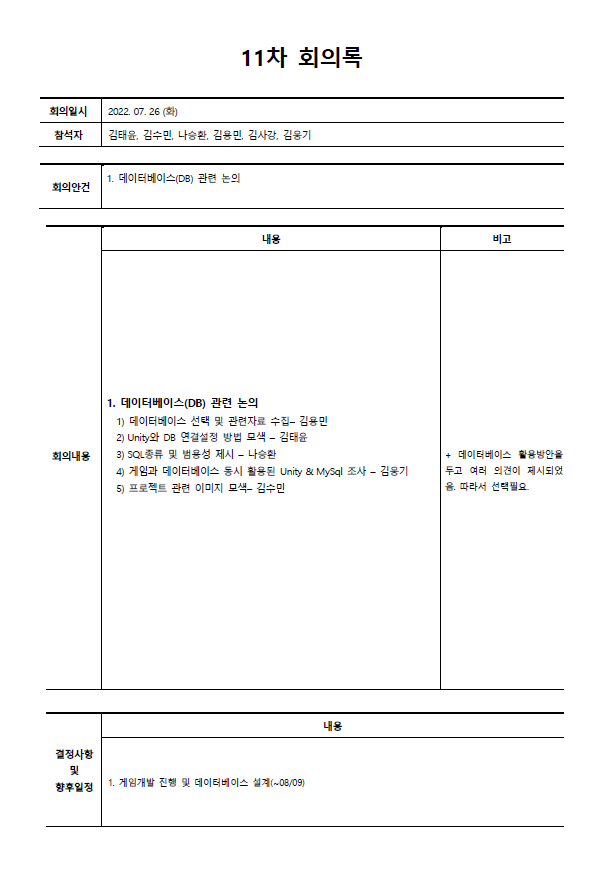 11차 회의록
회의일시 2022. 07. 26 (화)
참석자 김태윤, 김수민, 나승환, 김용민, 김사강, 김웅기
회의안건 1. 데이터베이스(DB) 관련 논의
내용 비고
회의내용
1. 데이터베이스(DB) 관련 논의
1) 데이터베이스 선택 및 관련자료 수집– 김용민
2) Unity와 DB 연결설정 방법 모색 – 김태윤
3) SQL종류 및 범용성 제시 – 나승환
4) 게임과 데이터베이스 동시 활용된 Unity & MySql 조사 – 김웅기
5) 프로젝트 관련 이미지 모색– 김수민
+ 데이터베이스 활용방안을
두고 여러 의견이 제시되었
음. 따라서 선택필요.
내용
결정사항
및
향후일정
1. 게임개발 진행 및 데이터베이스 설계(~08/09)